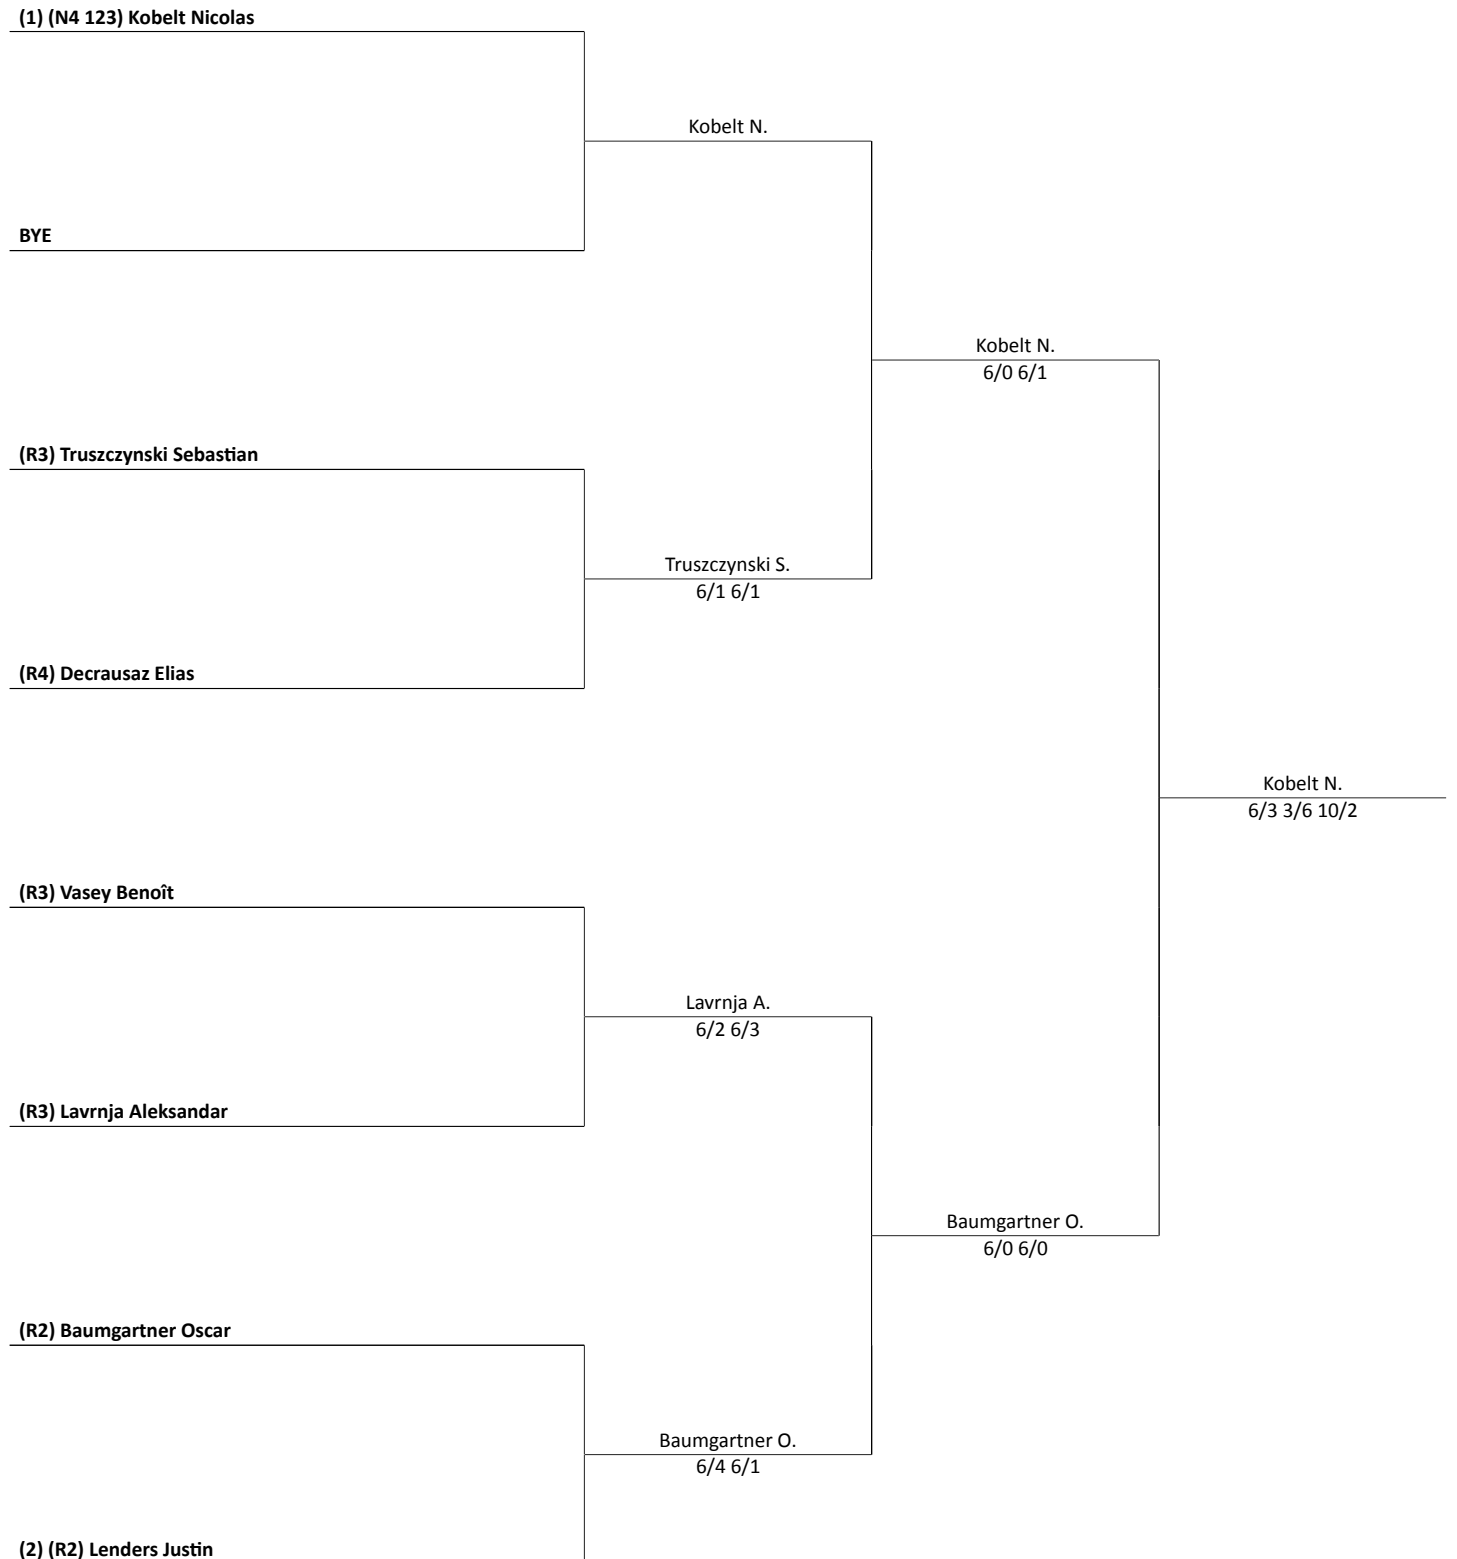 (1) (N4 123) Kobelt Nicolas
Kobelt N.
BYE
Kobelt N.
6/0 6/1
(R3) Truszczynski Sebastian
Truszczynski S.
6/1 6/1
(R4) Decrausaz Elias
Kobelt N.
6/3 3/6 10/2
(R3) Vasey Benoît
Lavrnja A.
6/2 6/3
(R3) Lavrnja Aleksandar
Baumgartner O.
6/0 6/0
(R2) Baumgartner Oscar
Baumgartner O.
6/4 6/1
(2) (R2) Lenders Justin